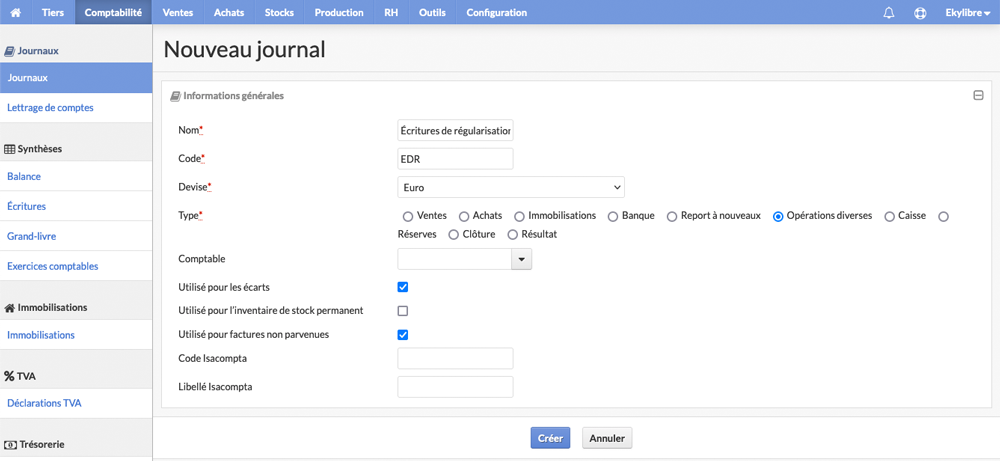 Tiers Comptabilité Ventes Achats Stocks Production RH Outils Configuration Ekylibre
Journaux
Journaux
Lettrage de comptes
Synthèses
Balance
Écritures
Grand-livre
Exercices comptables
Immobilisations
Immobilisations
TVA
Déclarations TVA
Trésorerie
Nouveau journal
Informations générales
Nom* Écritures de régularisation
Code* EDR
Devise* Euro
Type* Ventes Achats Immobilisations Banque Report à nouveaux Opérations diverses Caisse
Réserves Clôture Résultat
Comptable
Utilisé pour les écarts
Utilisé pour l'inventaire de stock permanent
Utilisé pour factures non parvenues
Code Isacompta
Libellé Isacompta
Créer Annuler